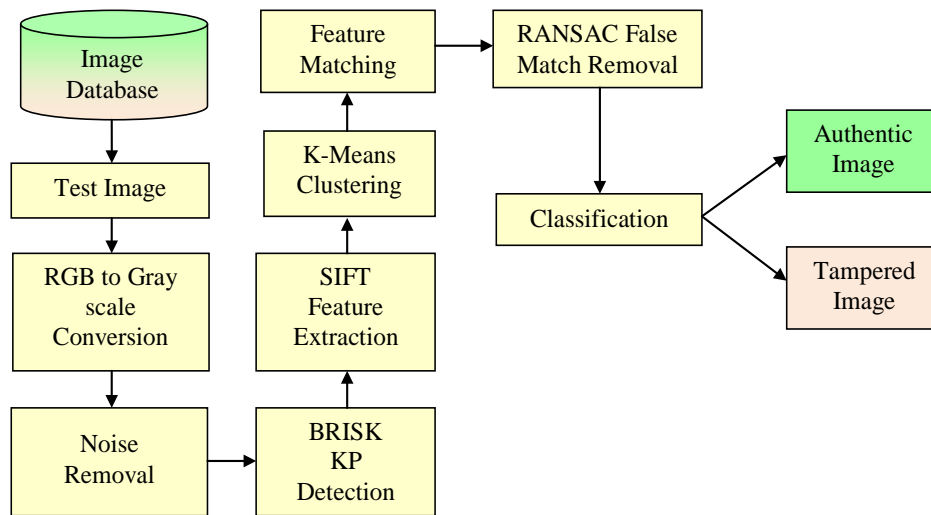 Image
Database
Test Image
RGB to Gray
scale
Conversion
Noise
Removal
BRISK
KP
Detection
SIFT
Feature
Extraction
K-Means
Clustering
Feature
Matching
RANSAC False
Match Removal
Classification
Authentic
Image
Tampered
Image